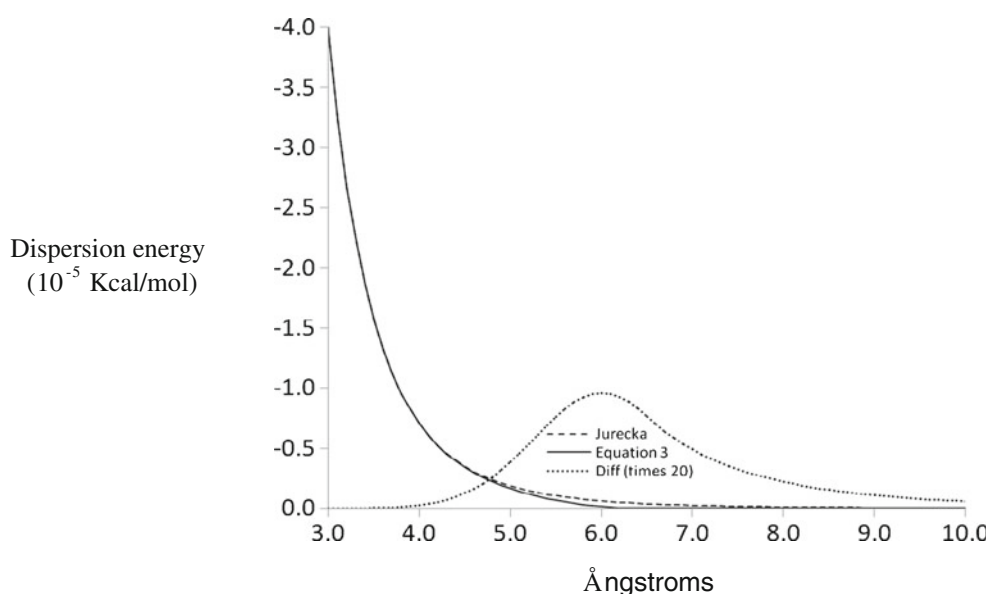 -4.0
-3.5
-3.0
-2.5
-2.0
-1.5
-1.0
-0.5
0.0
Dispersion energy
(10⁻⁵ Kcal/mol)
Jurecka
Equation 3
Diff (times 20)
3.0 4.0 5.0 6.0 7.0 8.0 9.0 10.0
Ångstroms